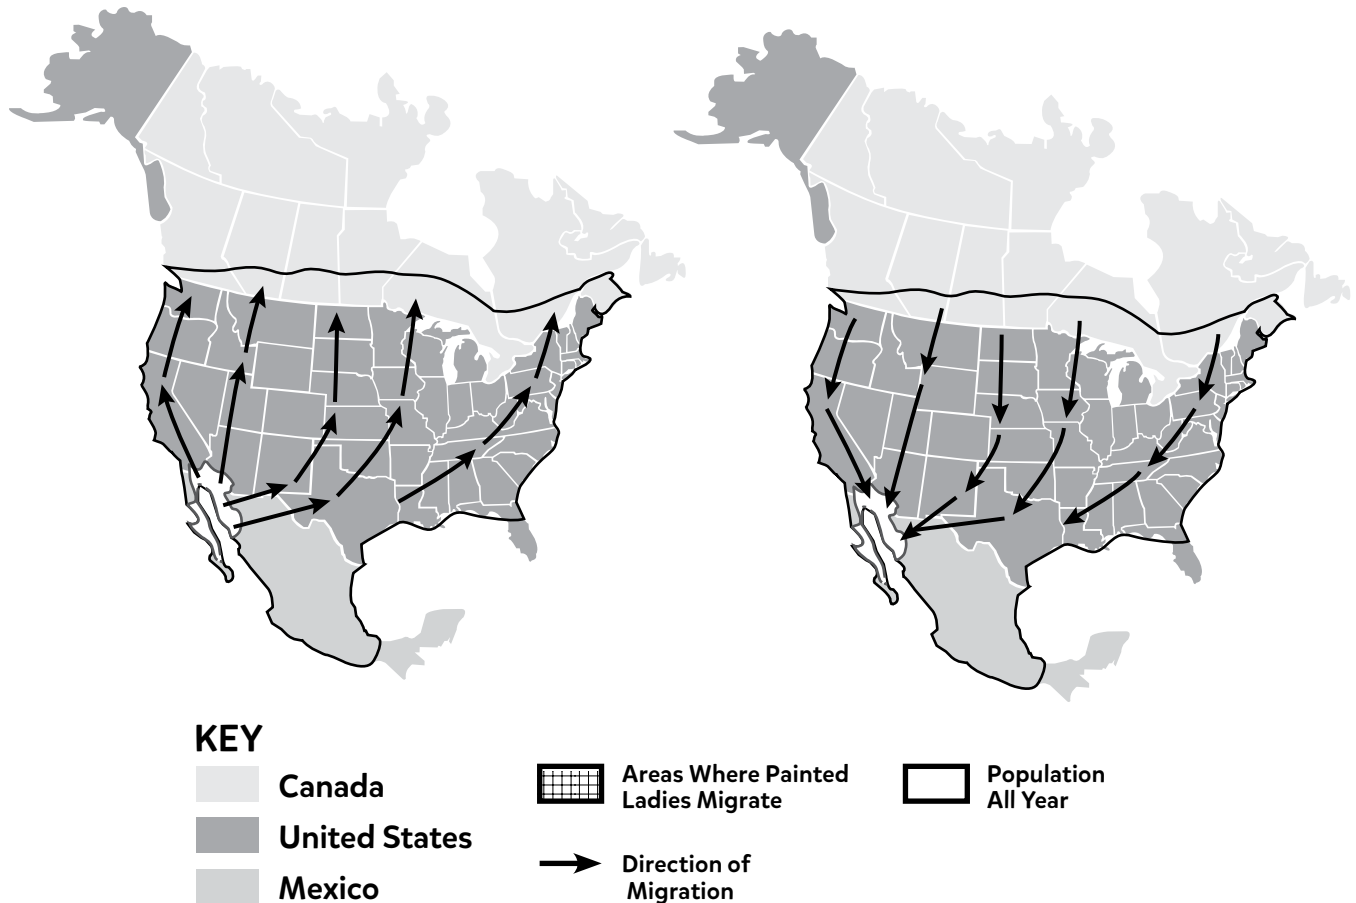 KEY
Canada
United States
Mexico
Areas Where Painted
Ladies Migrate
Direction of
Migration
Population
All Year